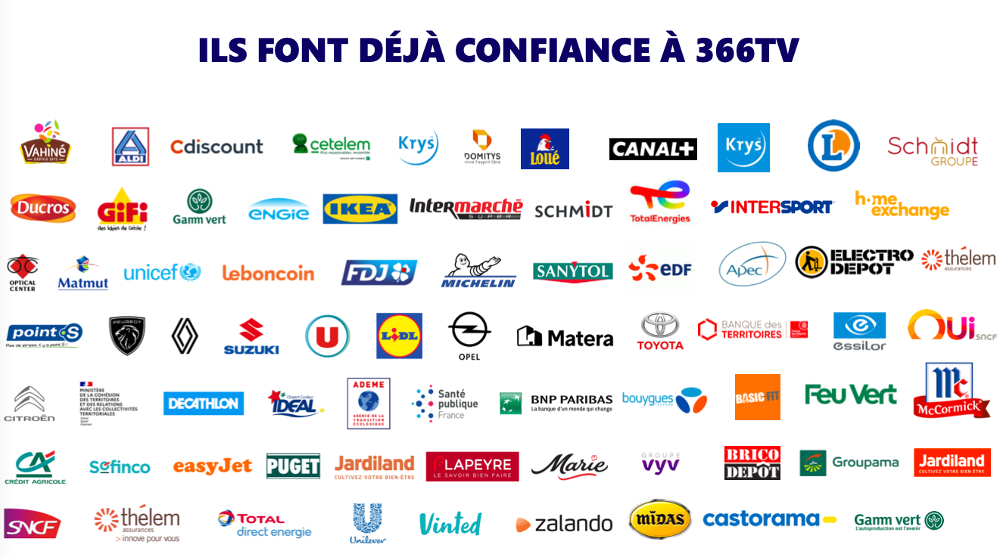 ILS FONT DÉJÀ CONFIANCE À 366TV
VAHINÉ
DEPUIS 1972
ALDI
Cdiscount
cetelem
Plus responsables, ensemble
Kryś
DOMITYS
vivre l'esprit libre
Loué
CANAL+
Kryś
L
Schmidt
GROUPE
Ducros
GiFi
des idées de Génie !
Gamm vert
ENGIE
IKEA
Intermarché
SUPER
SCHMiDT
TotalEnergies
INTERSPORT
home
exchange
OPTICAL
CENTER
Matmut
unicef
leboncoin
FDJ
MICHELIN
SANYTOL
eDF
Apec
ELECTRO
DEPOT
thélem
assurances
point S
Pas de stress, il y a point S !
PEUGEOT
SUZUKI
U
LiDL
OPEL
Matera
TOYOTA
BANQUE des
TERRITOIRES
essilor
OUi.sncf
CITROËN
MINISTÈRE
DE LA COHÉSION
DES TERRITOIRES
ET DES RELATIONS
AVEC LES COLLECTIVITÉS
TERRITORIALES
DECATHLON
L'Expert Couleur
IDÉAL
ADEME
AGENCE DE LA
TRANSITION
ÉCOLOGIQUE
Santé
publique
France
BNP PARIBAS
La banque d'un monde qui change
bouygues
TELECOM
BASIC-FIT
Feu Vert
Mc
McCormick
CA
CRÉDIT AGRICOLE
Sofinco
easyJet
PUGET
Jardiland
CULTIVEZ VOTRE BIEN-ÊTRE
LAPEYRE
LE SAVOIR BIEN FAIRE
Marie
GROUPE
vyv
BRICO
DEPÔT
Groupama
Jardiland
CULTIVEZ VOTRE BIEN-ÊTRE
SNCF
thélem
assurances
> innove pour vous
TOTAL
direct energie
Unilever
Vinted
zalando
MIDAS
castorama
Gamm vert
L'autoproduction est l'avenir